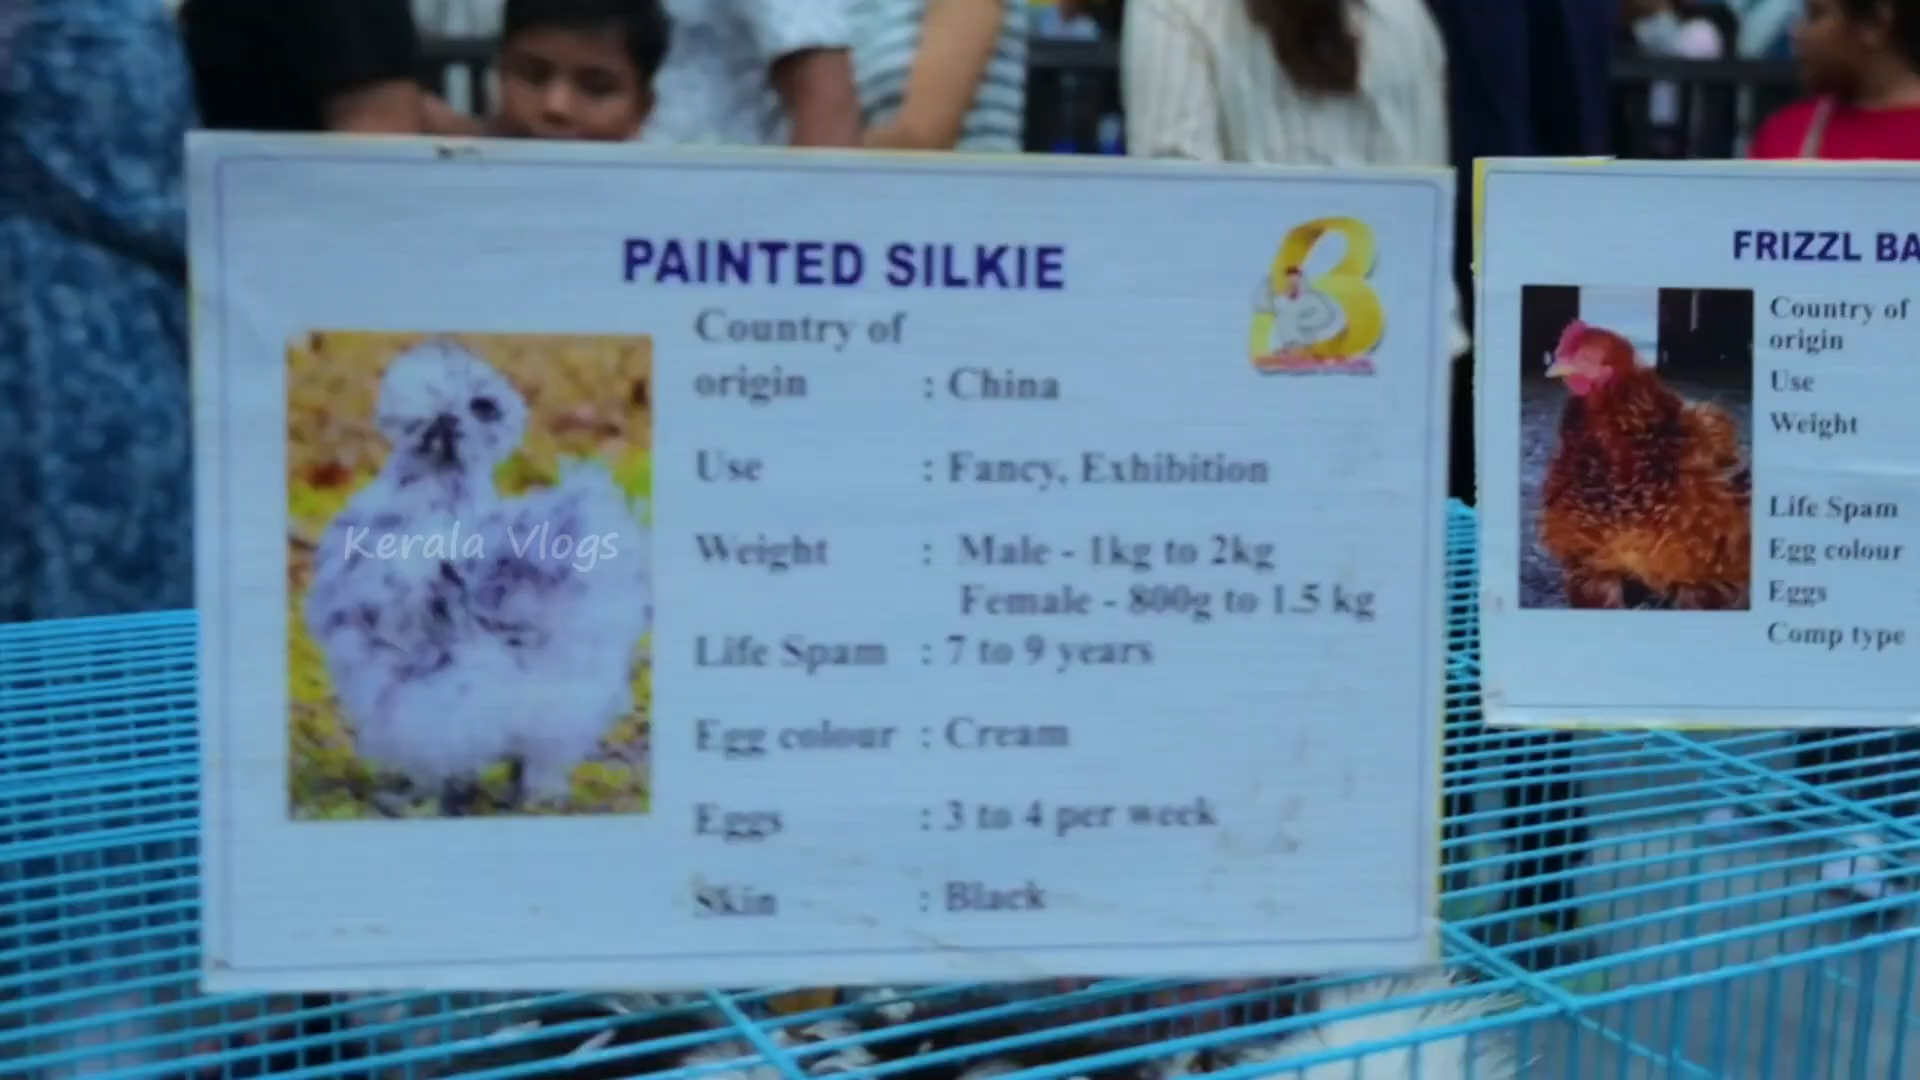 PAINTED SILKIE
Country of
origin : China
Use : Fancy, Exhibition
Weight : Male - 1kg to 2kg
Female - 800g to 1.5 kg
Life Spam : 7 to 9 years
Egg colour : Cream
Eggs : 3 to 4 per week
Skin : Black
Kerala Vlogs
FRIZZL BA
Country of
origin
Use
Weight
Life Spam
Egg colour
Eggs
Comp type